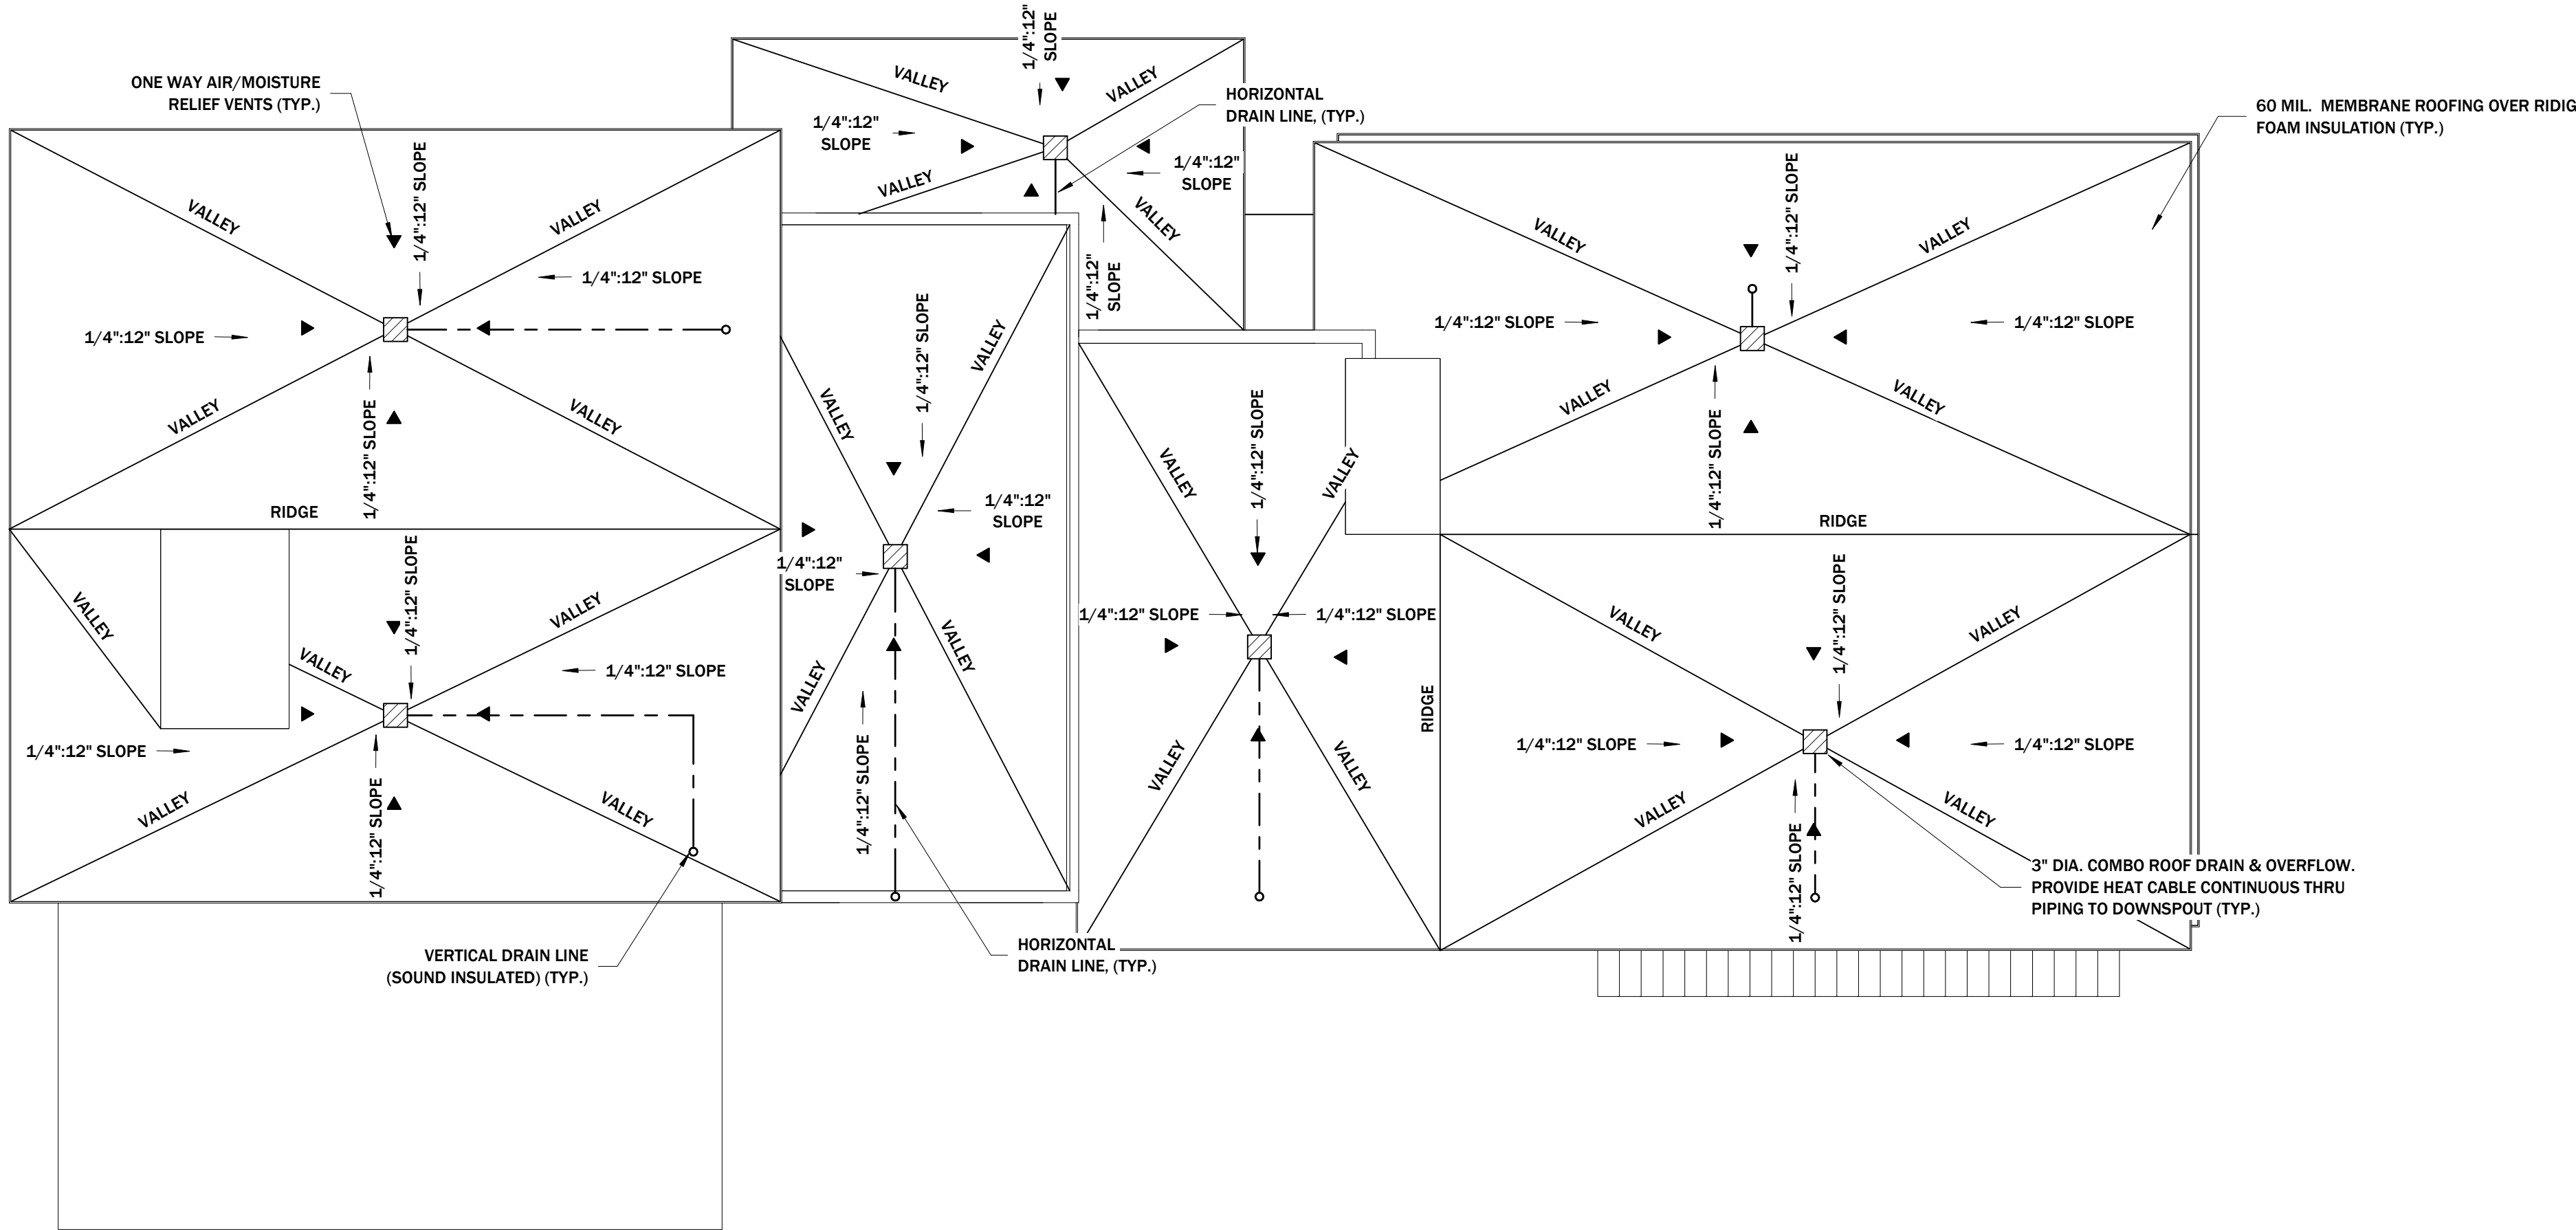 1/4":12"
SLOPE
ONE WAY AIR/MOISTURE
RELIEF VENTS (TYP.)
VALLEY
VALLEY
HORIZONTAL
DRAIN LINE, (TYP.)
60 MIL. MEMBRANE ROOFING OVER RIDIG
FOAM INSULATION (TYP.)
1/4":12"
SLOPE
1/4":12"
SLOPE
VALLEY
VALLEY
1/4":12"
SLOPE
VALLEY
1/4":12" SLOPE
VALLEY
1/4":12" SLOPE
1/4":12" SLOPE
VALLEY
VALLEY
1/4":12" SLOPE
RIDGE
VALLEY
1/4":12" SLOPE
VALLEY
1/4":12" SLOPE
VALLEY
1/4":12" SLOPE
1/4":12" SLOPE
VALLEY
VALLEY
1/4":12" SLOPE
VALLEY
1/4":12" SLOPE
VALLEY
1/4":12"
SLOPE
1/4":12"
SLOPE
VALLEY
VALLEY
1/4":12" SLOPE
HORIZONTAL
DRAIN LINE, (TYP.)
VERTICAL DRAIN LINE
(SOUND INSULATED) (TYP.)
VALLEY
1/4":12" SLOPE
VALLEY
1/4":12" SLOPE
1/4":12" SLOPE
VALLEY
VALLEY
RIDGE
VALLEY
1/4":12" SLOPE
VALLEY
1/4":12" SLOPE
1/4":12" SLOPE
VALLEY
VALLEY
1/4":12" SLOPE
RIDGE
VALLEY
1/4":12" SLOPE
VALLEY
1/4":12" SLOPE
1/4":12" SLOPE
VALLEY
VALLEY
1/4":12" SLOPE
3" DIA. COMBO ROOF DRAIN & OVERFLOW.
PROVIDE HEAT CABLE CONTINUOUS THRU
PIPING TO DOWNSPOUT (TYP.)